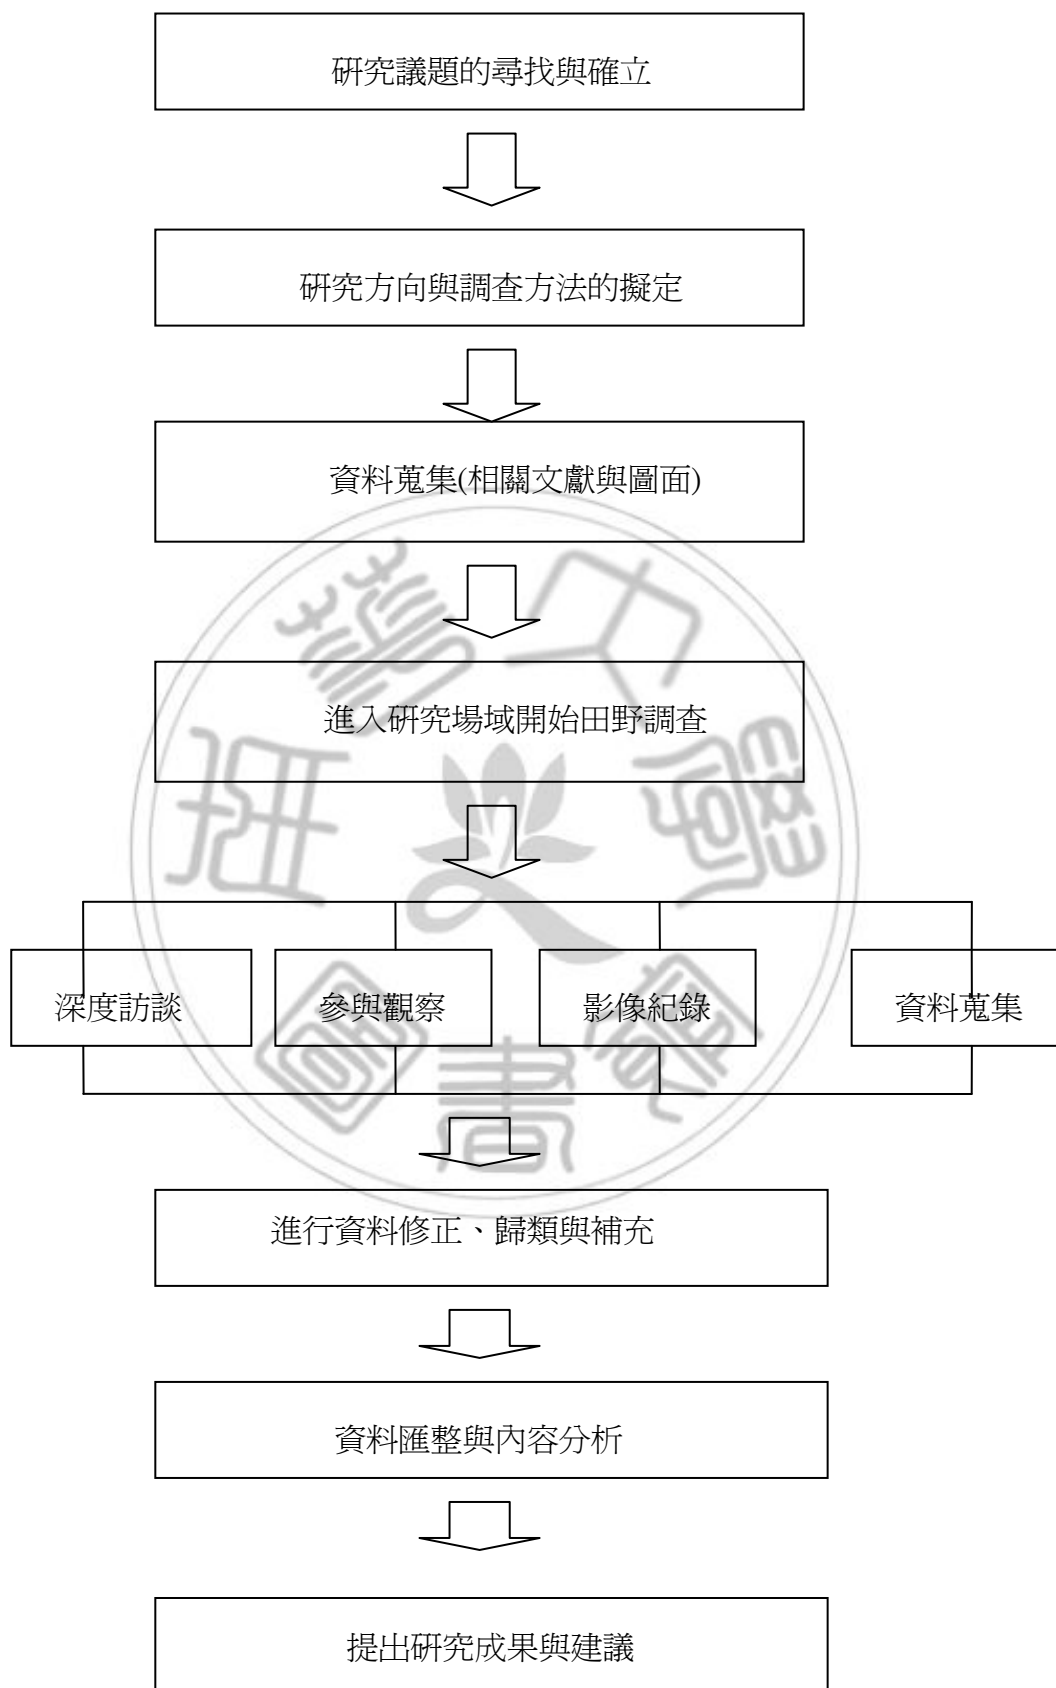 研究議題的尋找與確立
研究方向與調查方法的擬定
資料蒐集(相關文獻與圖面)
進入研究場域開始田野調查
深度訪談
參與觀察
影像紀錄
資料蒐集
進行資料修正、歸類與補充
資料匯整與內容分析
提出研究成果與建議